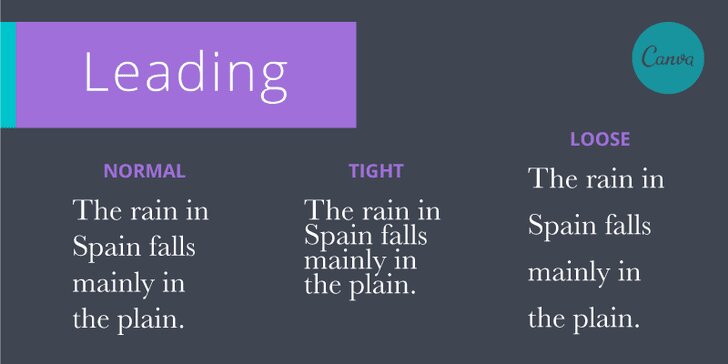 Leading
Canva
NORMAL
The rain in
Spain falls
mainly in
the plain.
TIGHT
The rain in
Spain falls
mainly in
the plain.
LOOSE
The rain in
Spain falls
mainly in
the plain.